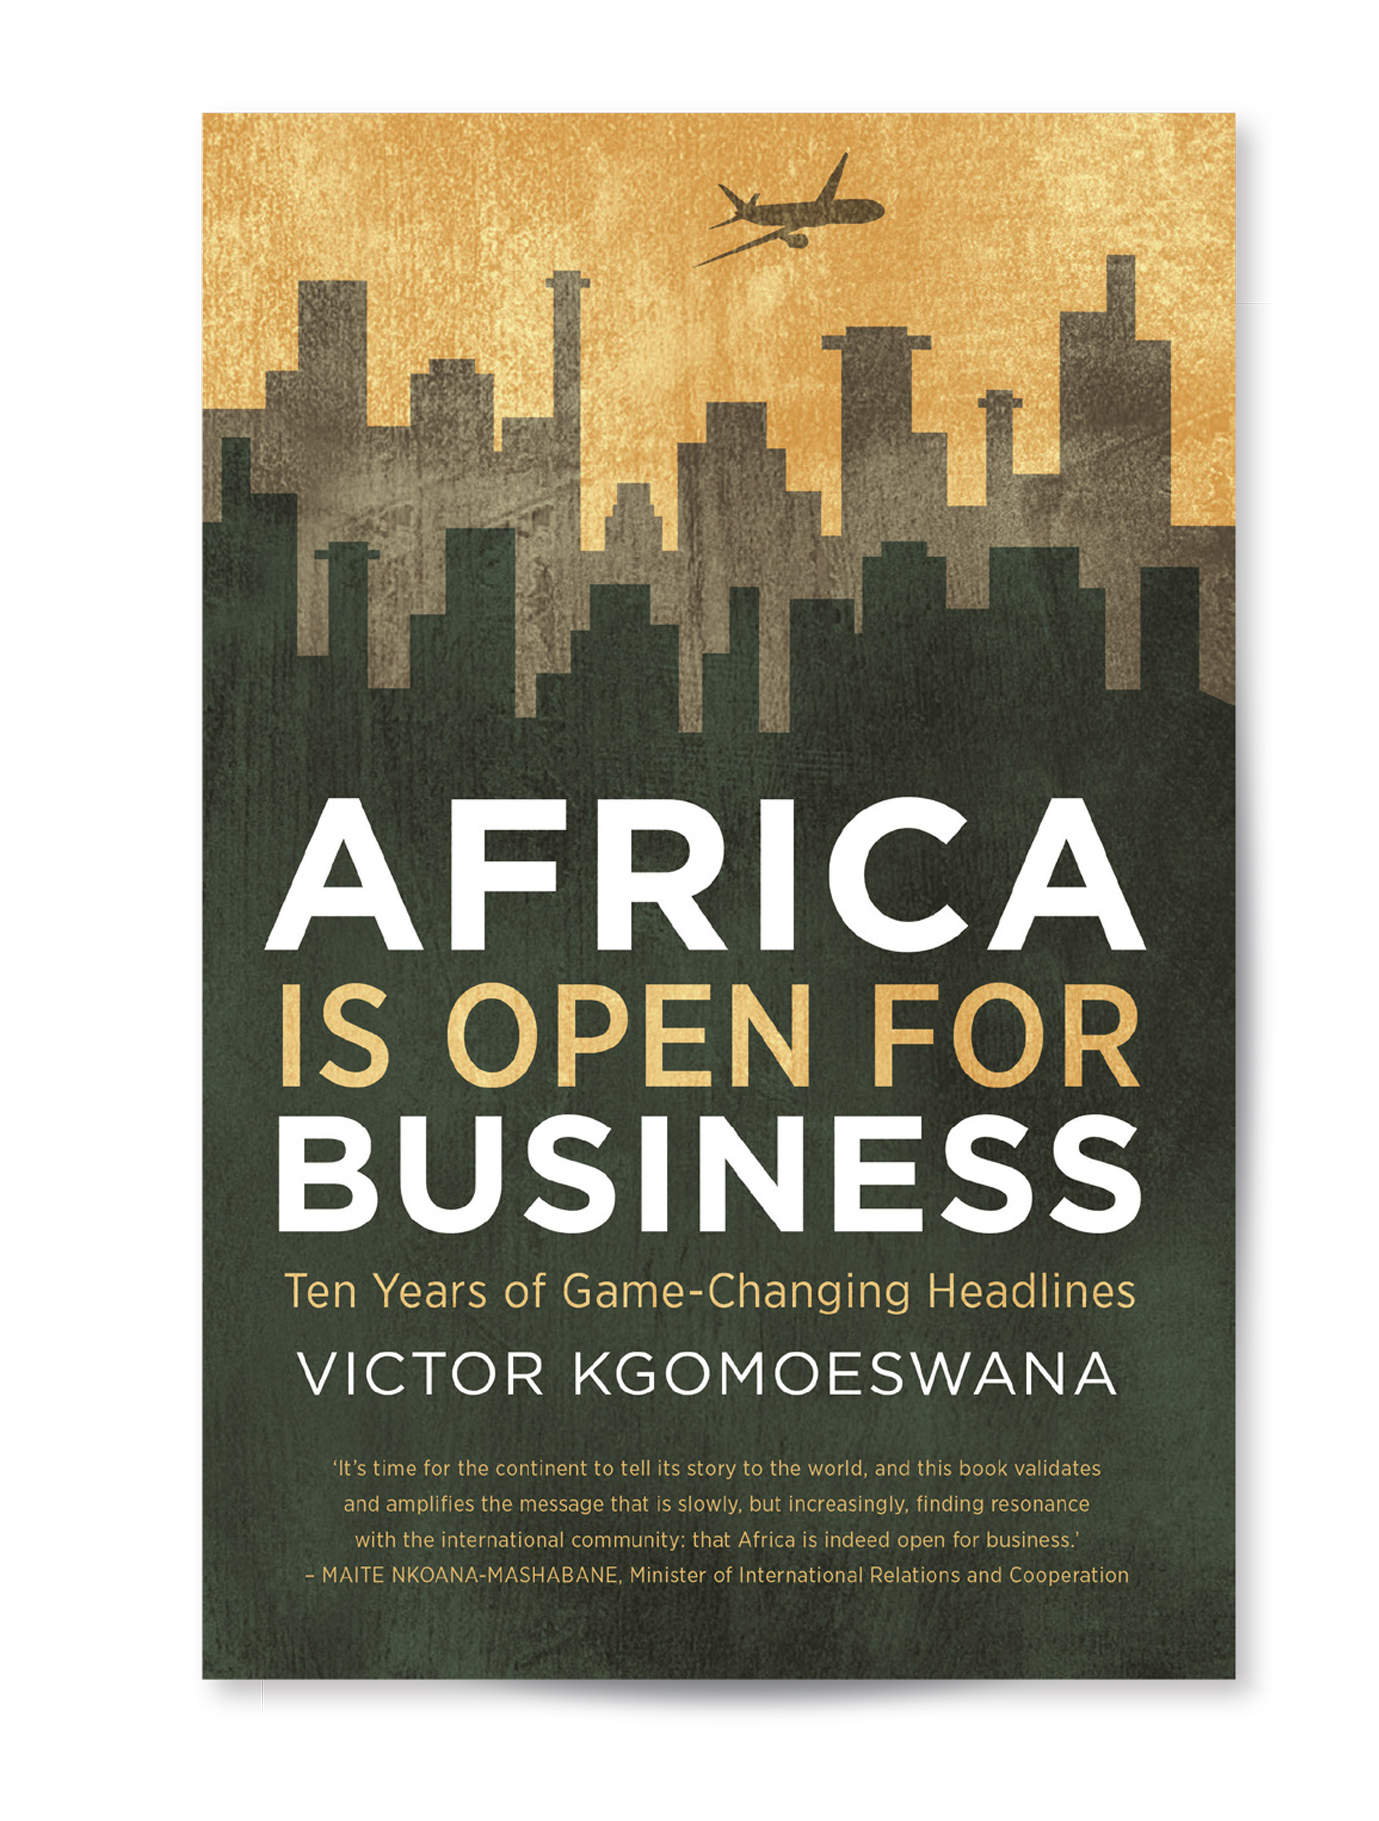 AFRICA
IS OPEN FOR
BUSINESS
Ten Years of Game-Changing Headlines
VICTOR KGOMOESWANA
‘It’s time for the continent to tell its story to the world, and this book validates
and amplifies the message that is slowly, but increasingly, finding resonance
with the international community: that Africa is indeed open for business.’
– MAITE NKOANA-MASHABANE, Minister of International Relations and Cooperation